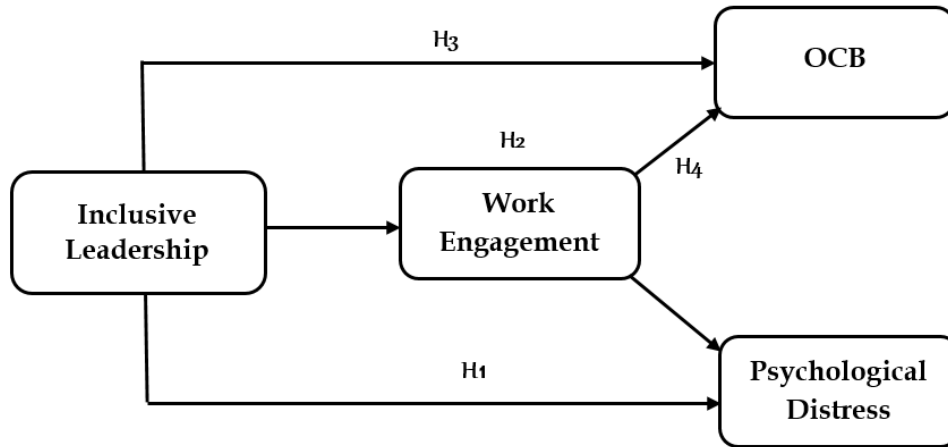 H3
OCB
H2
H4
Inclusive
Leadership
Work
Engagement
H1
Psychological
Distress